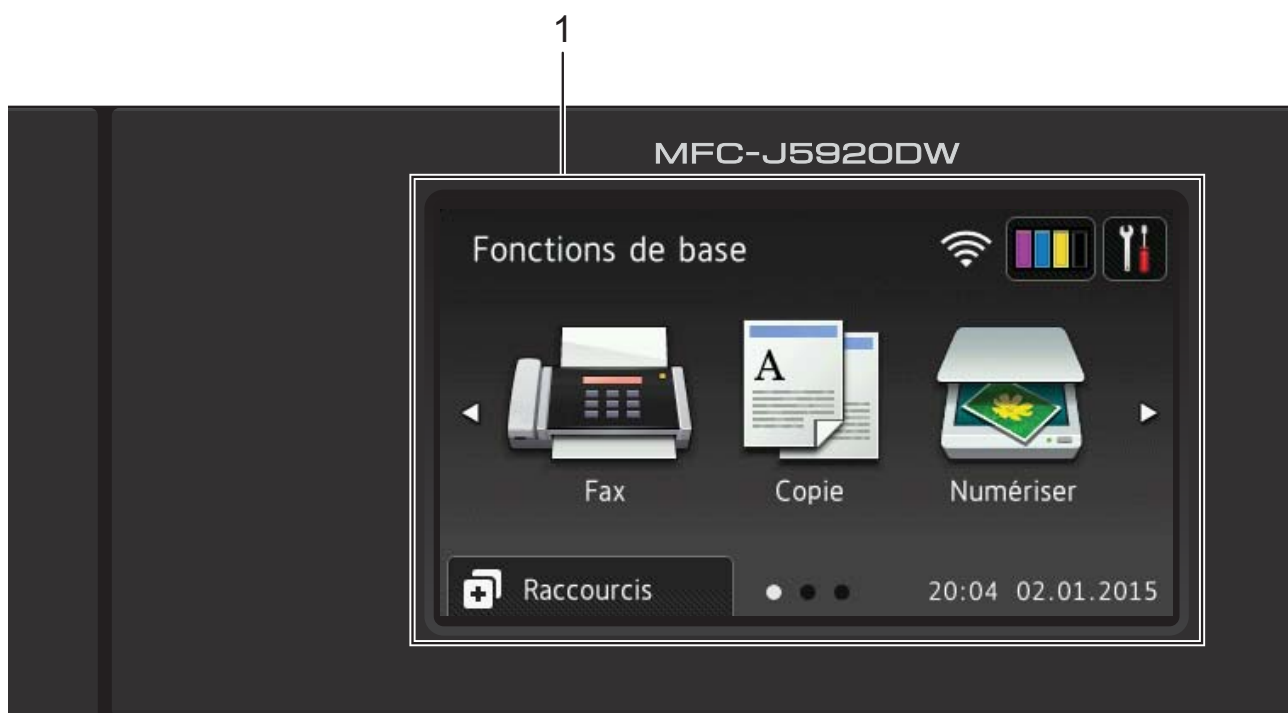 1
MFC-J5920DW
Fonctions de base
A
Fax
Copie
Numériser
Raccourcis
20:04 02.01.2015